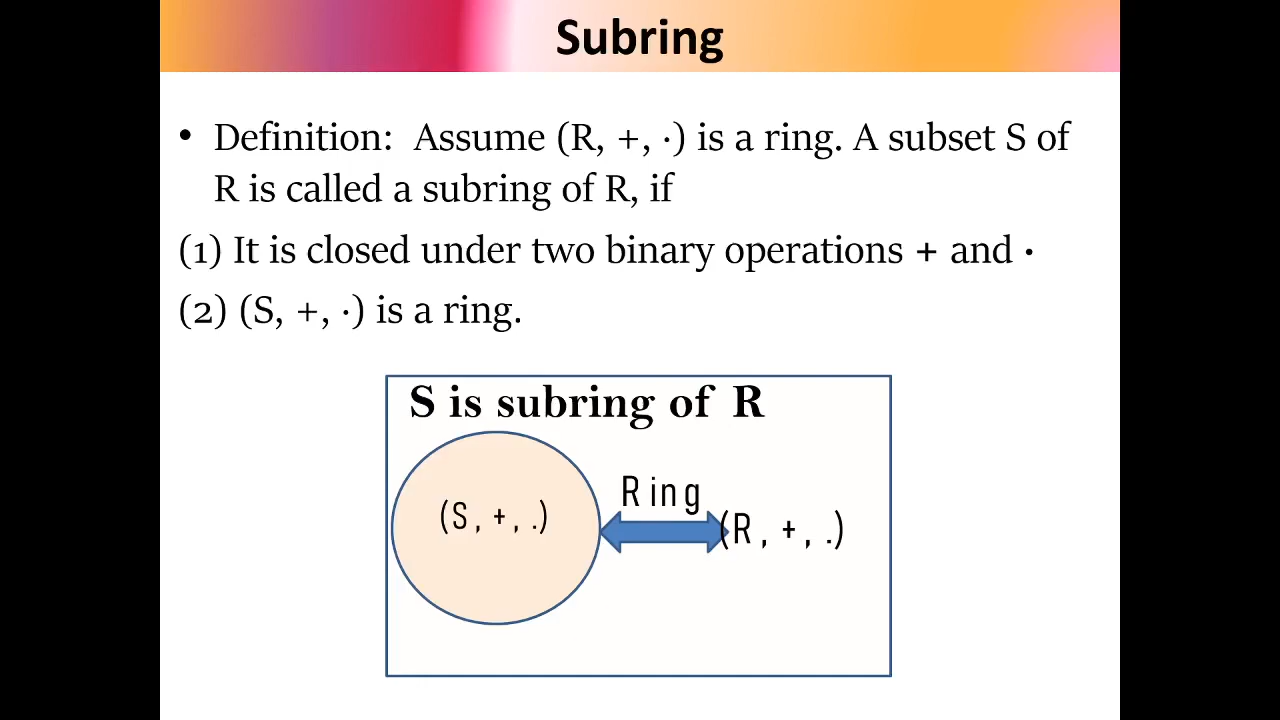 Subring
• Definition: Assume (R, +, ·) is a ring. A subset S of
R is called a subring of R, if
(1) It is closed under two binary operations + and ·
(2) (S, +, ·) is a ring.
S is subring of R
Ring
(S, +, .)
(R, +, .)